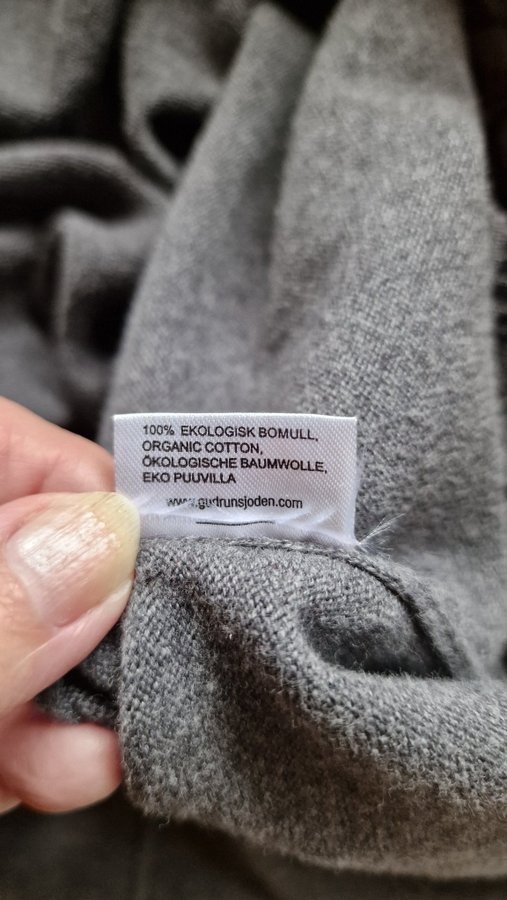 100% EKOLOGISK BOMULL,
ORGANIC COTTON,
ÖKOLOGISCHE BAUMWOLLE,
EKO PUUVILLA
www.gudrunsjoden.com